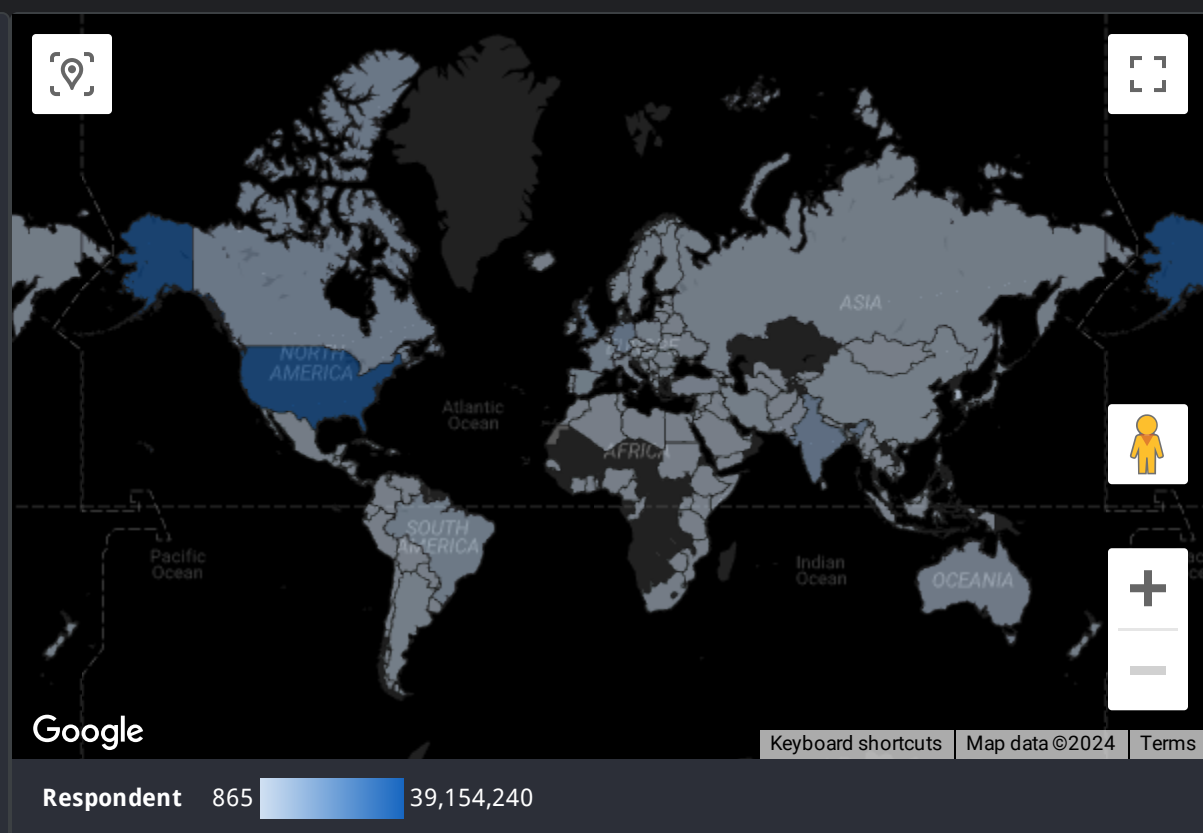 ASIA
NORTH
AMERICA
EUROPE
Atlantic
Ocean
AFRICA
SOUTH
AMERICA
Pacific
Ocean
Indian
Ocean
OCEANIA
Google
Keyboard shortcuts
Map data ©2024
Terms
Respondent 865 39,154,240